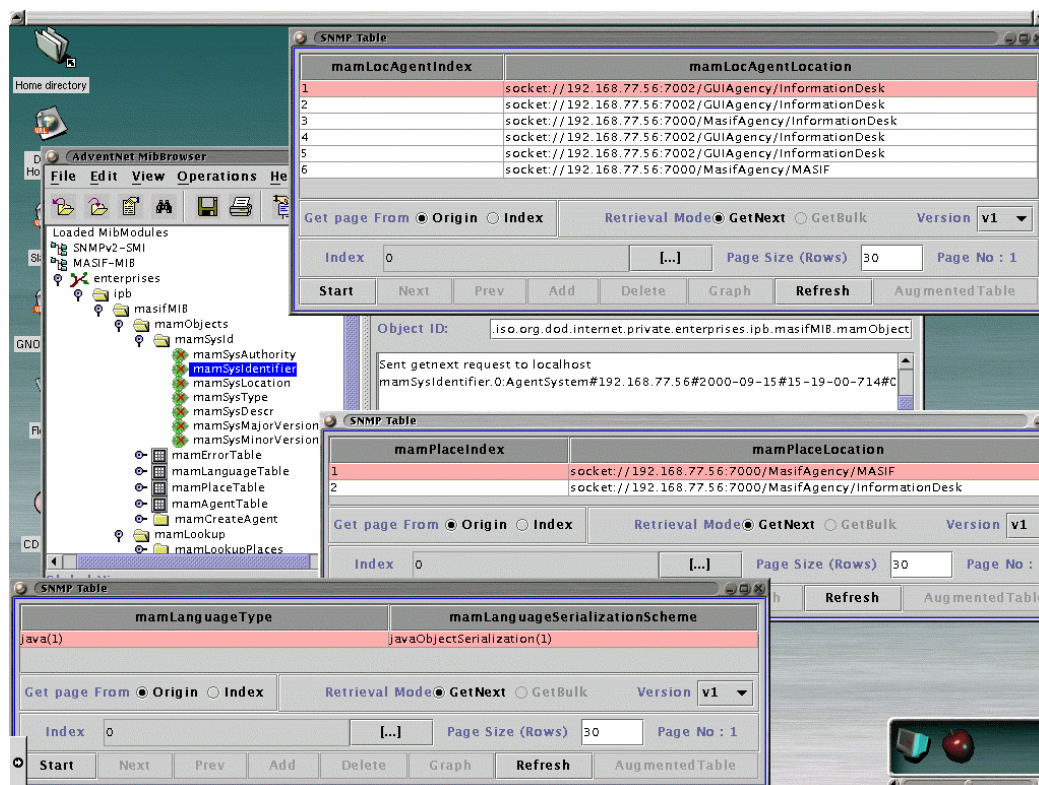 SNMP Table
mamLocAgentIndex mamLocAgentLocation
1 socket://192.168.77.56:7002/GUIAgency/InformationDesk
2 socket://192.168.77.56:7002/GUIAgency/InformationDesk
3 socket://192.168.77.56:7000/MasifAgency/InformationDesk
4 socket://192.168.77.56:7002/GUIAgency/InformationDesk
5 socket://192.168.77.56:7002/GUIAgency/InformationDesk
6 socket://192.168.77.56:7000/MasifAgency/MASIF
Get page From Origin Index Retrieval Mode GetNext GetBulk Version v1
Index 0 [...] Page Size (Rows) 30 Page No : 1
Start Next Prev Add Delete Graph Refresh AugmentedTable
Home directory
D
Ho
GNO
CD
AdventNet MibBrowser
File Edit View Operations He
Loaded MibModules
SNMPv2-SMI
MASIF-MIB
enterprises
ipb
masifMIB
mamObjects
mamSysId
mamSysAuthority
mamSysIdentifier
mamSysLocation
mamSysType
mamSysDescr
mamSysMajorVersion
mamSysMinorVersion
mamErrorTable
mamLanguageTable
mamPlaceTable
mamAgentTable
mamCreateAgent
mamLookup
mamLookupPlaces
Object ID: .iso.org.dod.internet.private.enterprises.ipb.masifMIB.mamObject
Sent getnext request to localhost
mamSysIdentifier.0:AgentSystem#192.168.77.56#2000-09-15#15-19-00-714#0
SNMP Table
mamPlaceIndex mamPlaceLocation
1 socket://192.168.77.56:7000/MasifAgency/MASIF
2 socket://192.168.77.56:7000/MasifAgency/InformationDesk
Get page From Origin Index Retrieval Mode GetNext GetBulk Version v1
Index 0 [...] Page Size (Rows) 30 Page No :
h Refresh AugmentedTabl
SNMP Table
mamLanguageType mamLanguageSerializationScheme
java(1) javaObjectSerialization(1)
Get page From Origin Index Retrieval Mode GetNext GetBulk Version v1
Index 0 [...] Page Size (Rows) 30 Page No : 1
Start Next Prev Add Delete Graph Refresh AugmentedTable